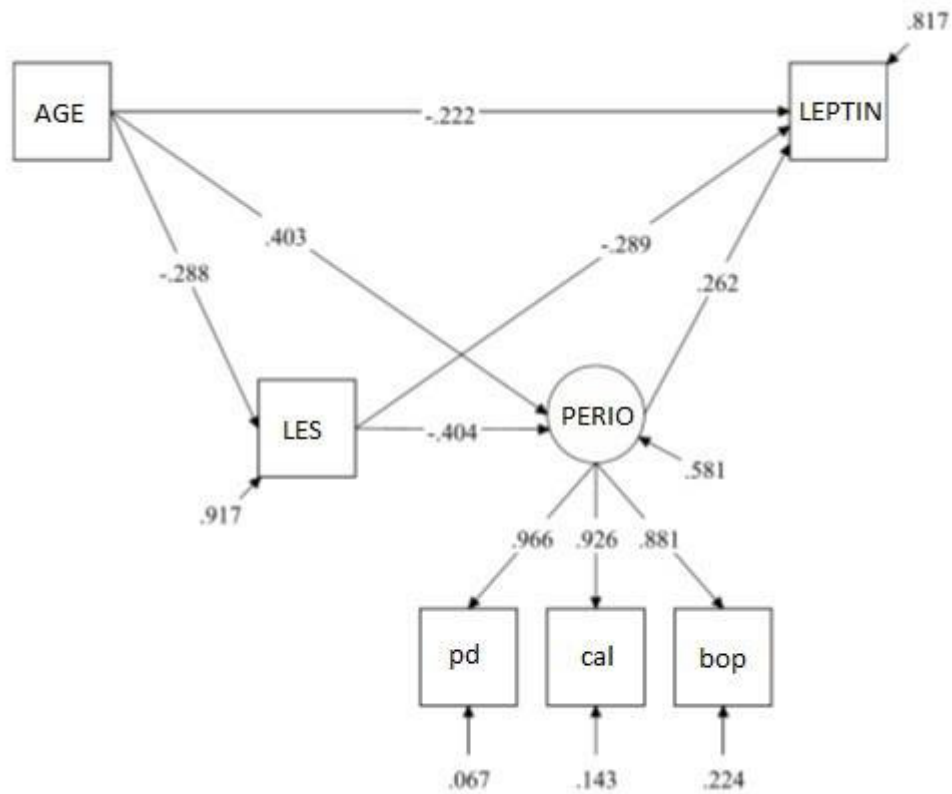 .817
AGE
LEPTIN
-.222
.403
-.289
-.288
.262
PERIO
LES
-.404
.581
.917
.966
.926
.881
pd
cal
bop
.067
.143
.224